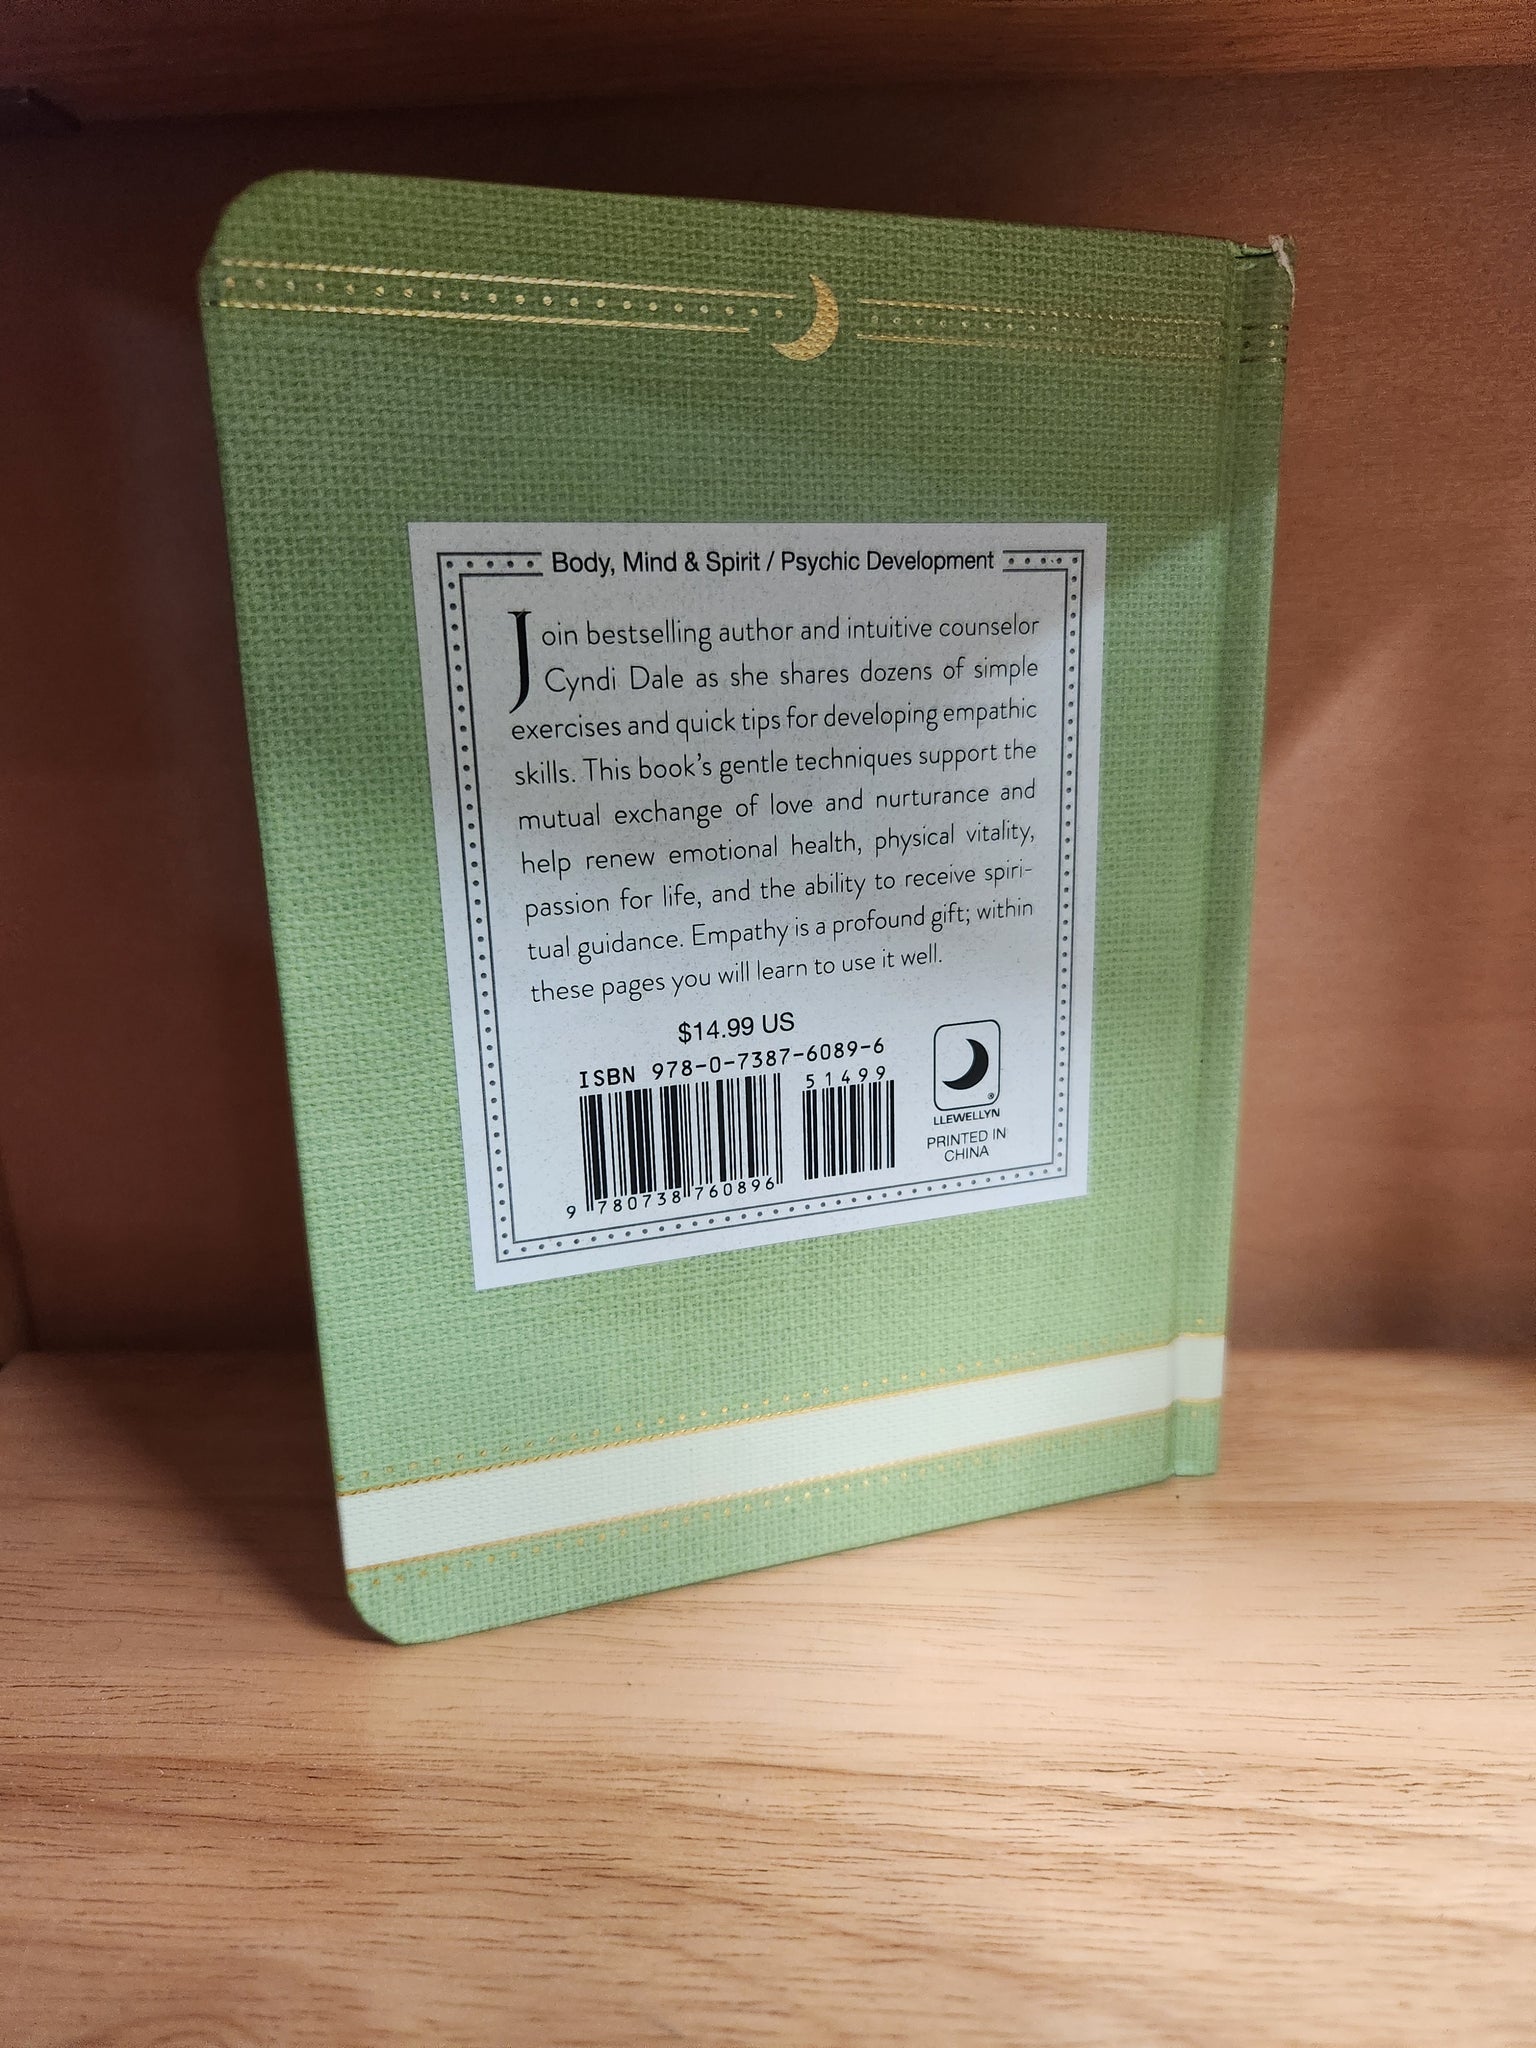 Body, Mind & Spirit / Psychic Development
Join bestselling author and intuitive counselor
Cyndi Dale as she shares dozens of simple
exercises and quick tips for developing empathic
skills. This book's gentle techniques support the
mutual exchange of love and nurturance and
help renew emotional health, physical vitality,
passion for life, and the ability to receive spiri-
tual guidance. Empathy is a profound gift; within
these pages you will learn to use it well.
$14.99 US
ISBN 978-0-7387-6089-6
51499
9 780738 760896
®
LLEWELLYN
PRINTED IN
CHINA